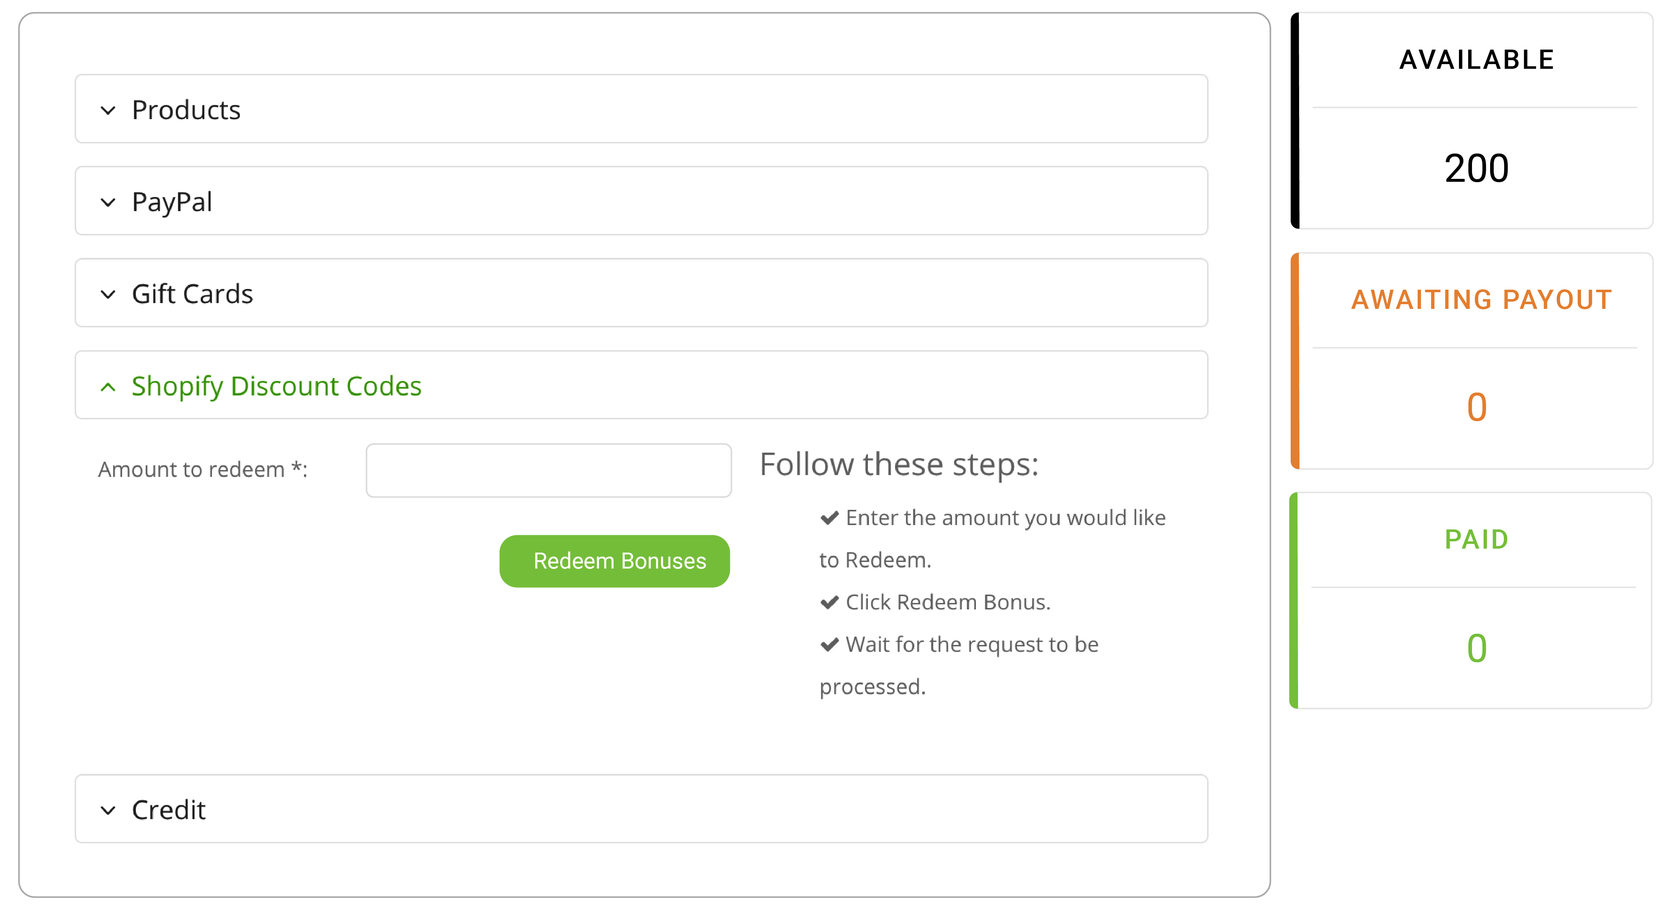 Products
PayPal
Gift Cards
Shopify Discount Codes
Amount to redeem *:
Redeem Bonuses
Follow these steps:
Enter the amount you would like
to Redeem.
Click Redeem Bonus.
Wait for the request to be
processed.
Credit
AVAILABLE
200
AWAITING PAYOUT
0
PAID
0